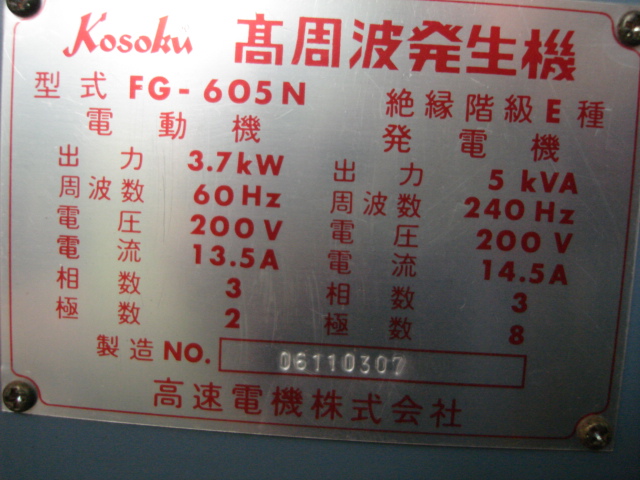 Kosoku 髙周波発生機
型式 FG-605N 絶縁階級 E 種
電動機 発電機
出力 3.7kW 出力 5 kVA
周波数 60Hz 周波数 240Hz
電圧 200V 電圧 200V
電流 13.5A 電流 14.5A
相数 3 相数 3
極数 2 極数 8
製造 NO. 06110307
高速電機株式会社